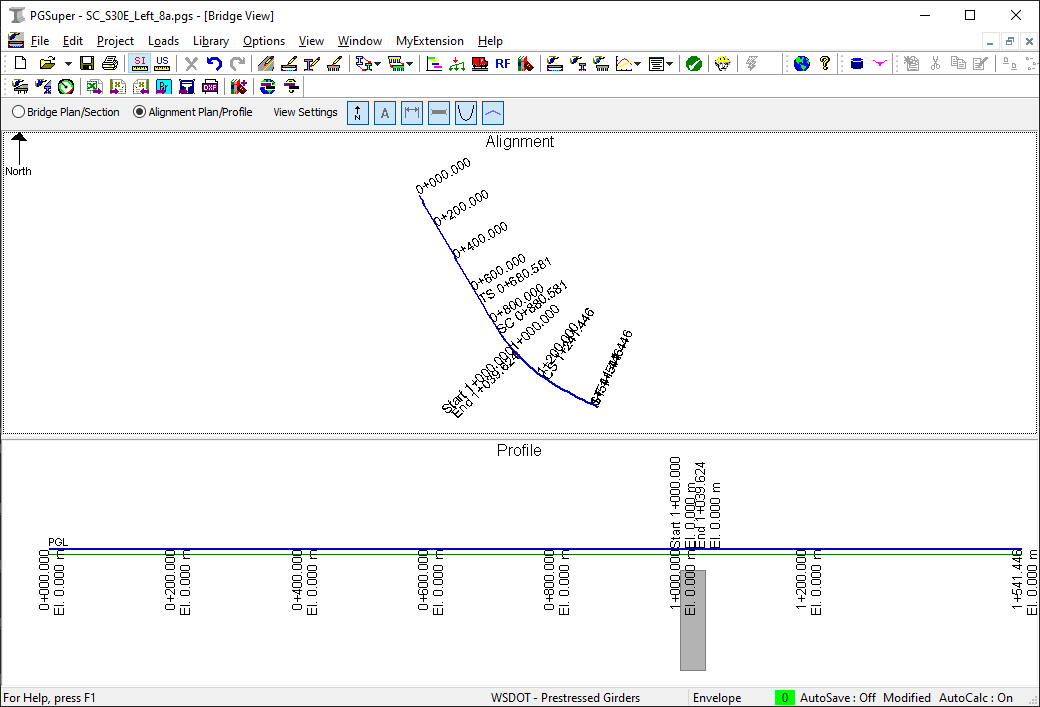 PGSuper - SC_S30E_Left_8a.pgs - [Bridge View]
File Edit Project Loads Library Options View Window MyExtension Help
SI US RF
Br DXF
Bridge Plan/Section Alignment Plan/Profile View Settings N A
Alignment
North
0+000.000
0+200.000
0+400.000
0+600.000
TS 0+680.581
0+800.000
SC 0+880.581
1+000.000
Start 1+000.000
End 1+039.624
1+200.000
CS 1+241.446
Profile
PGL
Start 1+000.000
El. 0.000 m
End 1+039.624
El. 0.000 m
0+000.000
El. 0.000 m
0+200.000
El. 0.000 m
0+400.000
El. 0.000 m
0+600.000
El. 0.000 m
0+800.000
El. 0.000 m
1+000.000
El. 0.000 m
1+200.000
El. 0.000 m
1+541.446
El. 0.000 m
For Help, press F1 WSDOT - Prestressed Girders Envelope 0 AutoSave : Off Modified AutoCalc : On